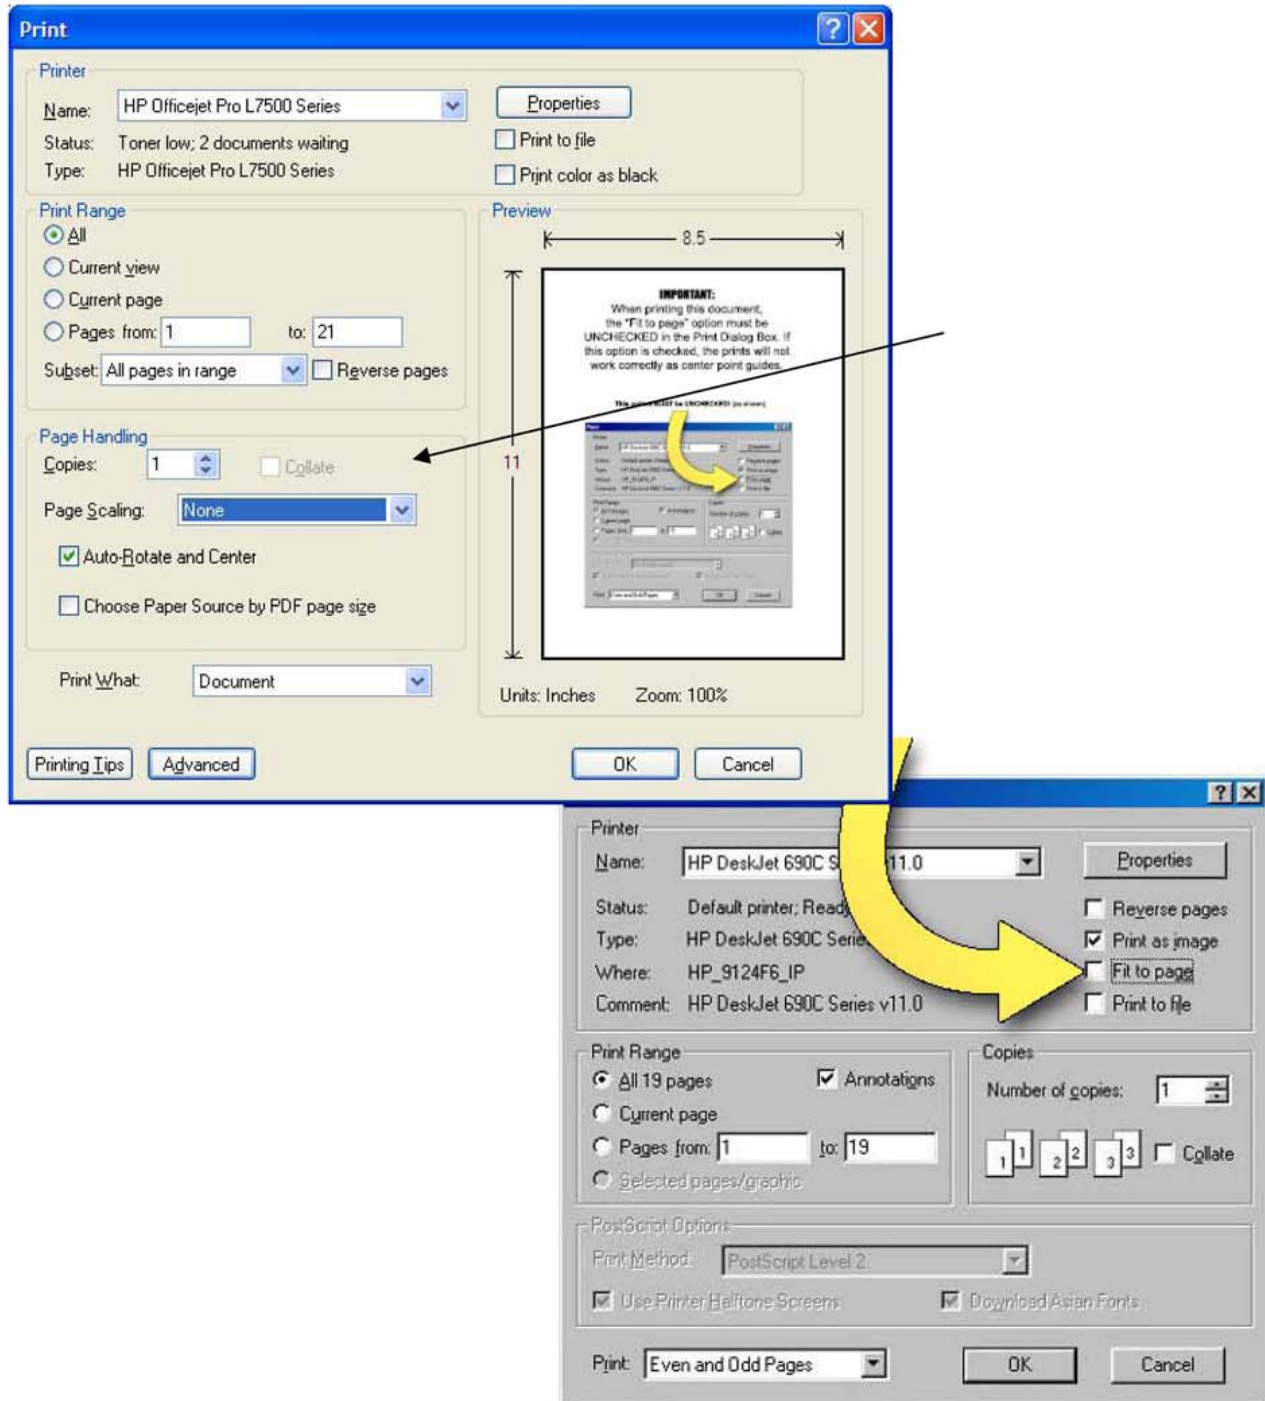 Print
Printer
Name: HP Officejet Pro L7500 Series Properties
Status: Toner low; 2 documents waiting Print to file
Type: HP Officejet Pro L7500 Series Print color as black
Print Range
All
Current view
Current page
Pages from: 1 to: 21
Subset: All pages in range Reverse pages
Page Handling
Copies: 1 Collate
Page Scaling: None
Auto-Rotate and Center
Choose Paper Source by PDF page size
Print What: Document
Preview
8.5
11
IMPORTANT:
When printing this document,
the "Fit to page" option must be
UNCHECKED in the Print Dialog Box. If
this option is checked, the prints will not
work correctly as center point guides.
Units: Inches Zoom: 100%
Printing Tips Advanced OK Cancel
Printer
Name: HP DeskJet 690C S v11.0 Properties
Status: Default printer; Ready Reverse pages
Type: HP DeskJet 690C Serie Print as image
Where: HP_9124F6_IP Fit to page
Comment: HP DeskJet 690C Series v11.0 Print to file
Print Range
All 19 pages Annotations
Current page
Pages from: 1 to: 19
Selected pages/graphic
Copies
Number of copies: 1
1 1 2 2 3 3 Collate
PostScript Options
Print Method: PostScript Level 2
Use Printer Halftone Screens Download Asian Fonts
Print: Even and Odd Pages OK Cancel